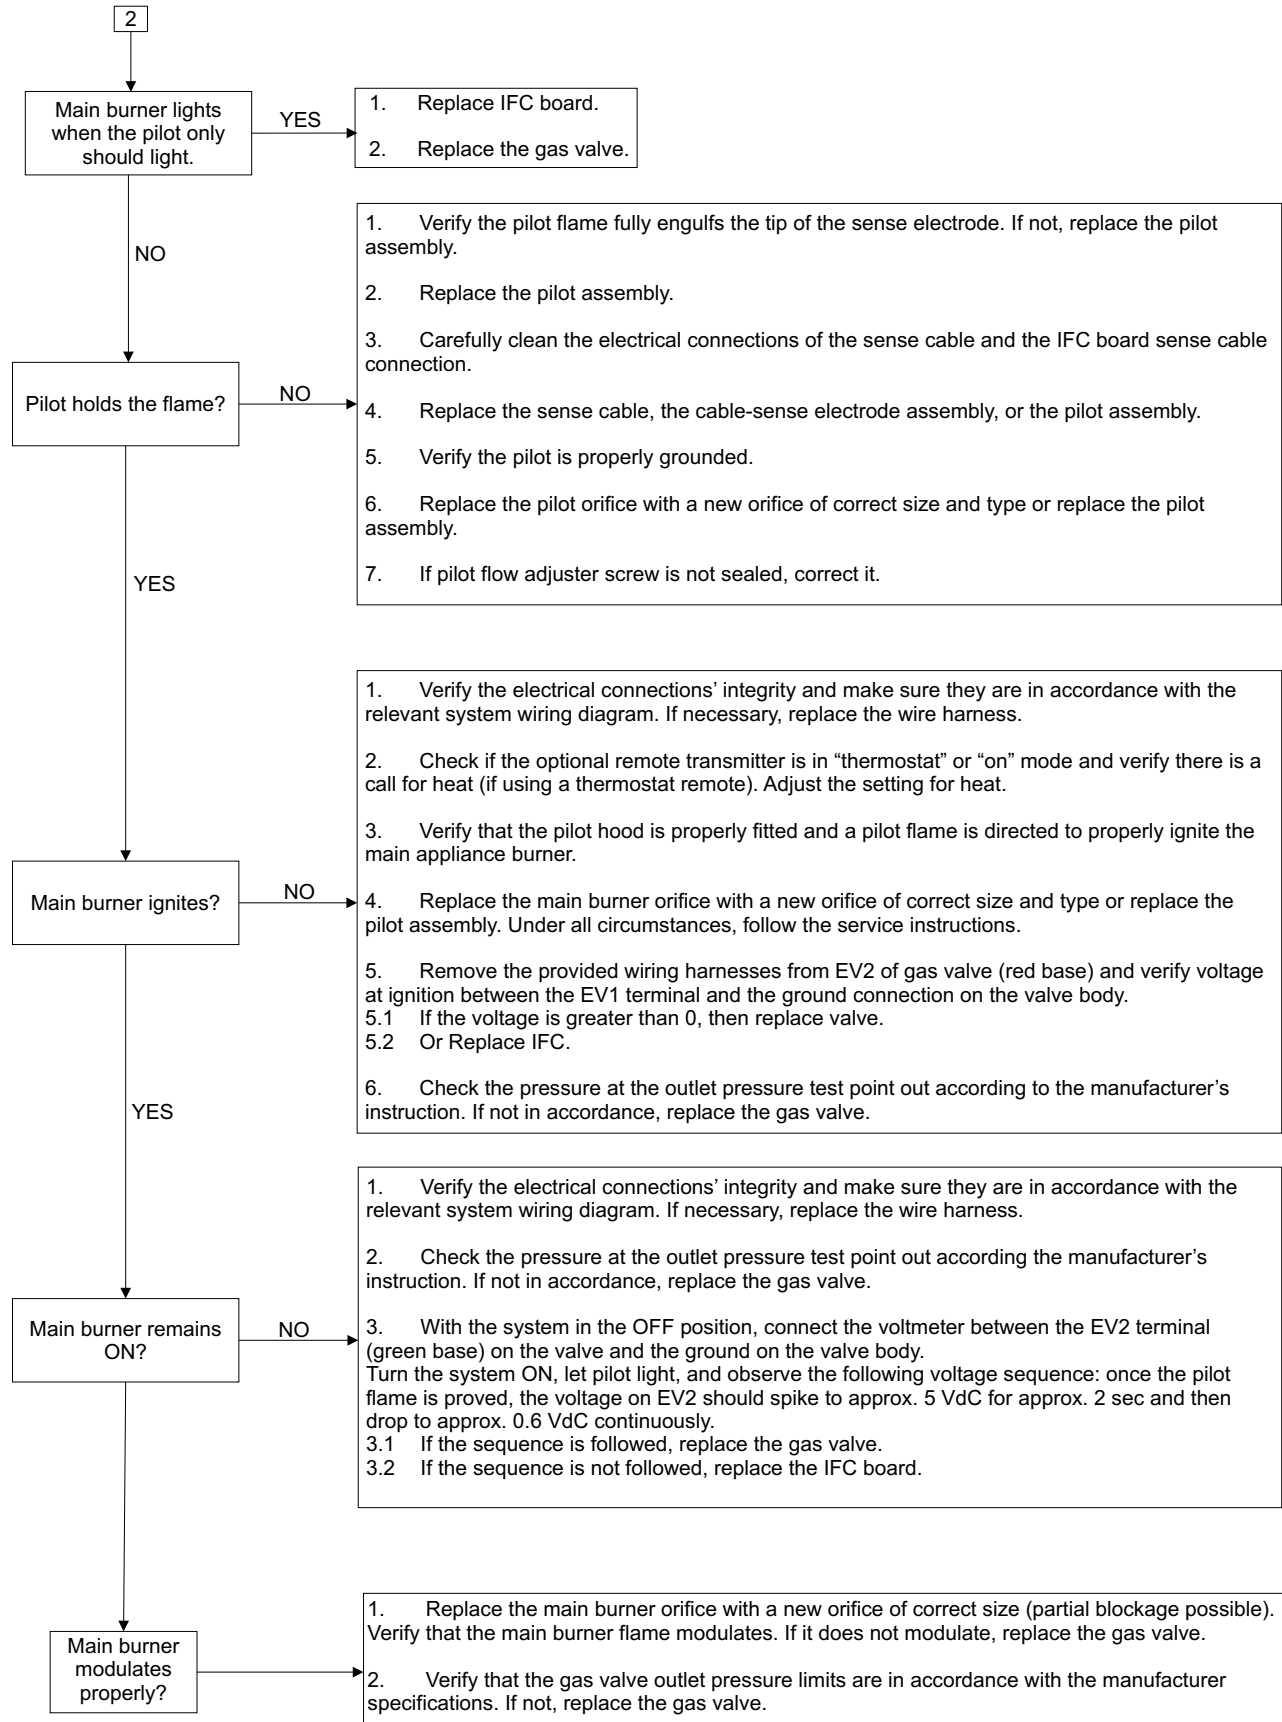 2
Main burner lights
when the pilot only
should light.
YES
1. Replace IFC board.
2. Replace the gas valve.
NO
1. Verify the pilot flame fully engulfs the tip of the sense electrode. If not, replace the pilot
assembly.
2. Replace the pilot assembly.
3. Carefully clean the electrical connections of the sense cable and the IFC board sense cable
connection.
4. Replace the sense cable, the cable-sense electrode assembly, or the pilot assembly.
5. Verify the pilot is properly grounded.
6. Replace the pilot orifice with a new orifice of correct size and type or replace the pilot
assembly.
7. If pilot flow adjuster screw is not sealed, correct it.
Pilot holds the flame?
NO
YES
1. Verify the electrical connections’ integrity and make sure they are in accordance with the
relevant system wiring diagram. If necessary, replace the wire harness.
2. Check if the optional remote transmitter is in “thermostat” or “on” mode and verify there is a
call for heat (if using a thermostat remote). Adjust the setting for heat.
3. Verify that the pilot hood is properly fitted and a pilot flame is directed to properly ignite the
main appliance burner.
4. Replace the main burner orifice with a new orifice of correct size and type or replace the
pilot assembly. Under all circumstances, follow the service instructions.
5. Remove the provided wiring harnesses from EV2 of gas valve (red base) and verify voltage
at ignition between the EV1 terminal and the ground connection on the valve body.
5.1 If the voltage is greater than 0, then replace valve.
5.2 Or Replace IFC.
6. Check the pressure at the outlet pressure test point out according to the manufacturer’s
instruction. If not in accordance, replace the gas valve.
Main burner ignites?
NO
YES
1. Verify the electrical connections’ integrity and make sure they are in accordance with the
relevant system wiring diagram. If necessary, replace the wire harness.
2. Check the pressure at the outlet pressure test point out according the manufacturer’s
instruction. If not in accordance, replace the gas valve.
3. With the system in the OFF position, connect the voltmeter between the EV2 terminal
(green base) on the valve and the ground on the valve body.
Turn the system ON, let pilot light, and observe the following voltage sequence: once the pilot
flame is proved, the voltage on EV2 should spike to approx. 5 VdC for approx. 2 sec and then
drop to approx. 0.6 VdC continuously.
3.1 If the sequence is followed, replace the gas valve.
3.2 If the sequence is not followed, replace the IFC board.
Main burner remains
ON?
NO
1. Replace the main burner orifice with a new orifice of correct size (partial blockage possible).
Verify that the main burner flame modulates. If it does not modulate, replace the gas valve.
2. Verify that the gas valve outlet pressure limits are in accordance with the manufacturer
specifications. If not, replace the gas valve.
Main burner
modulates
properly?